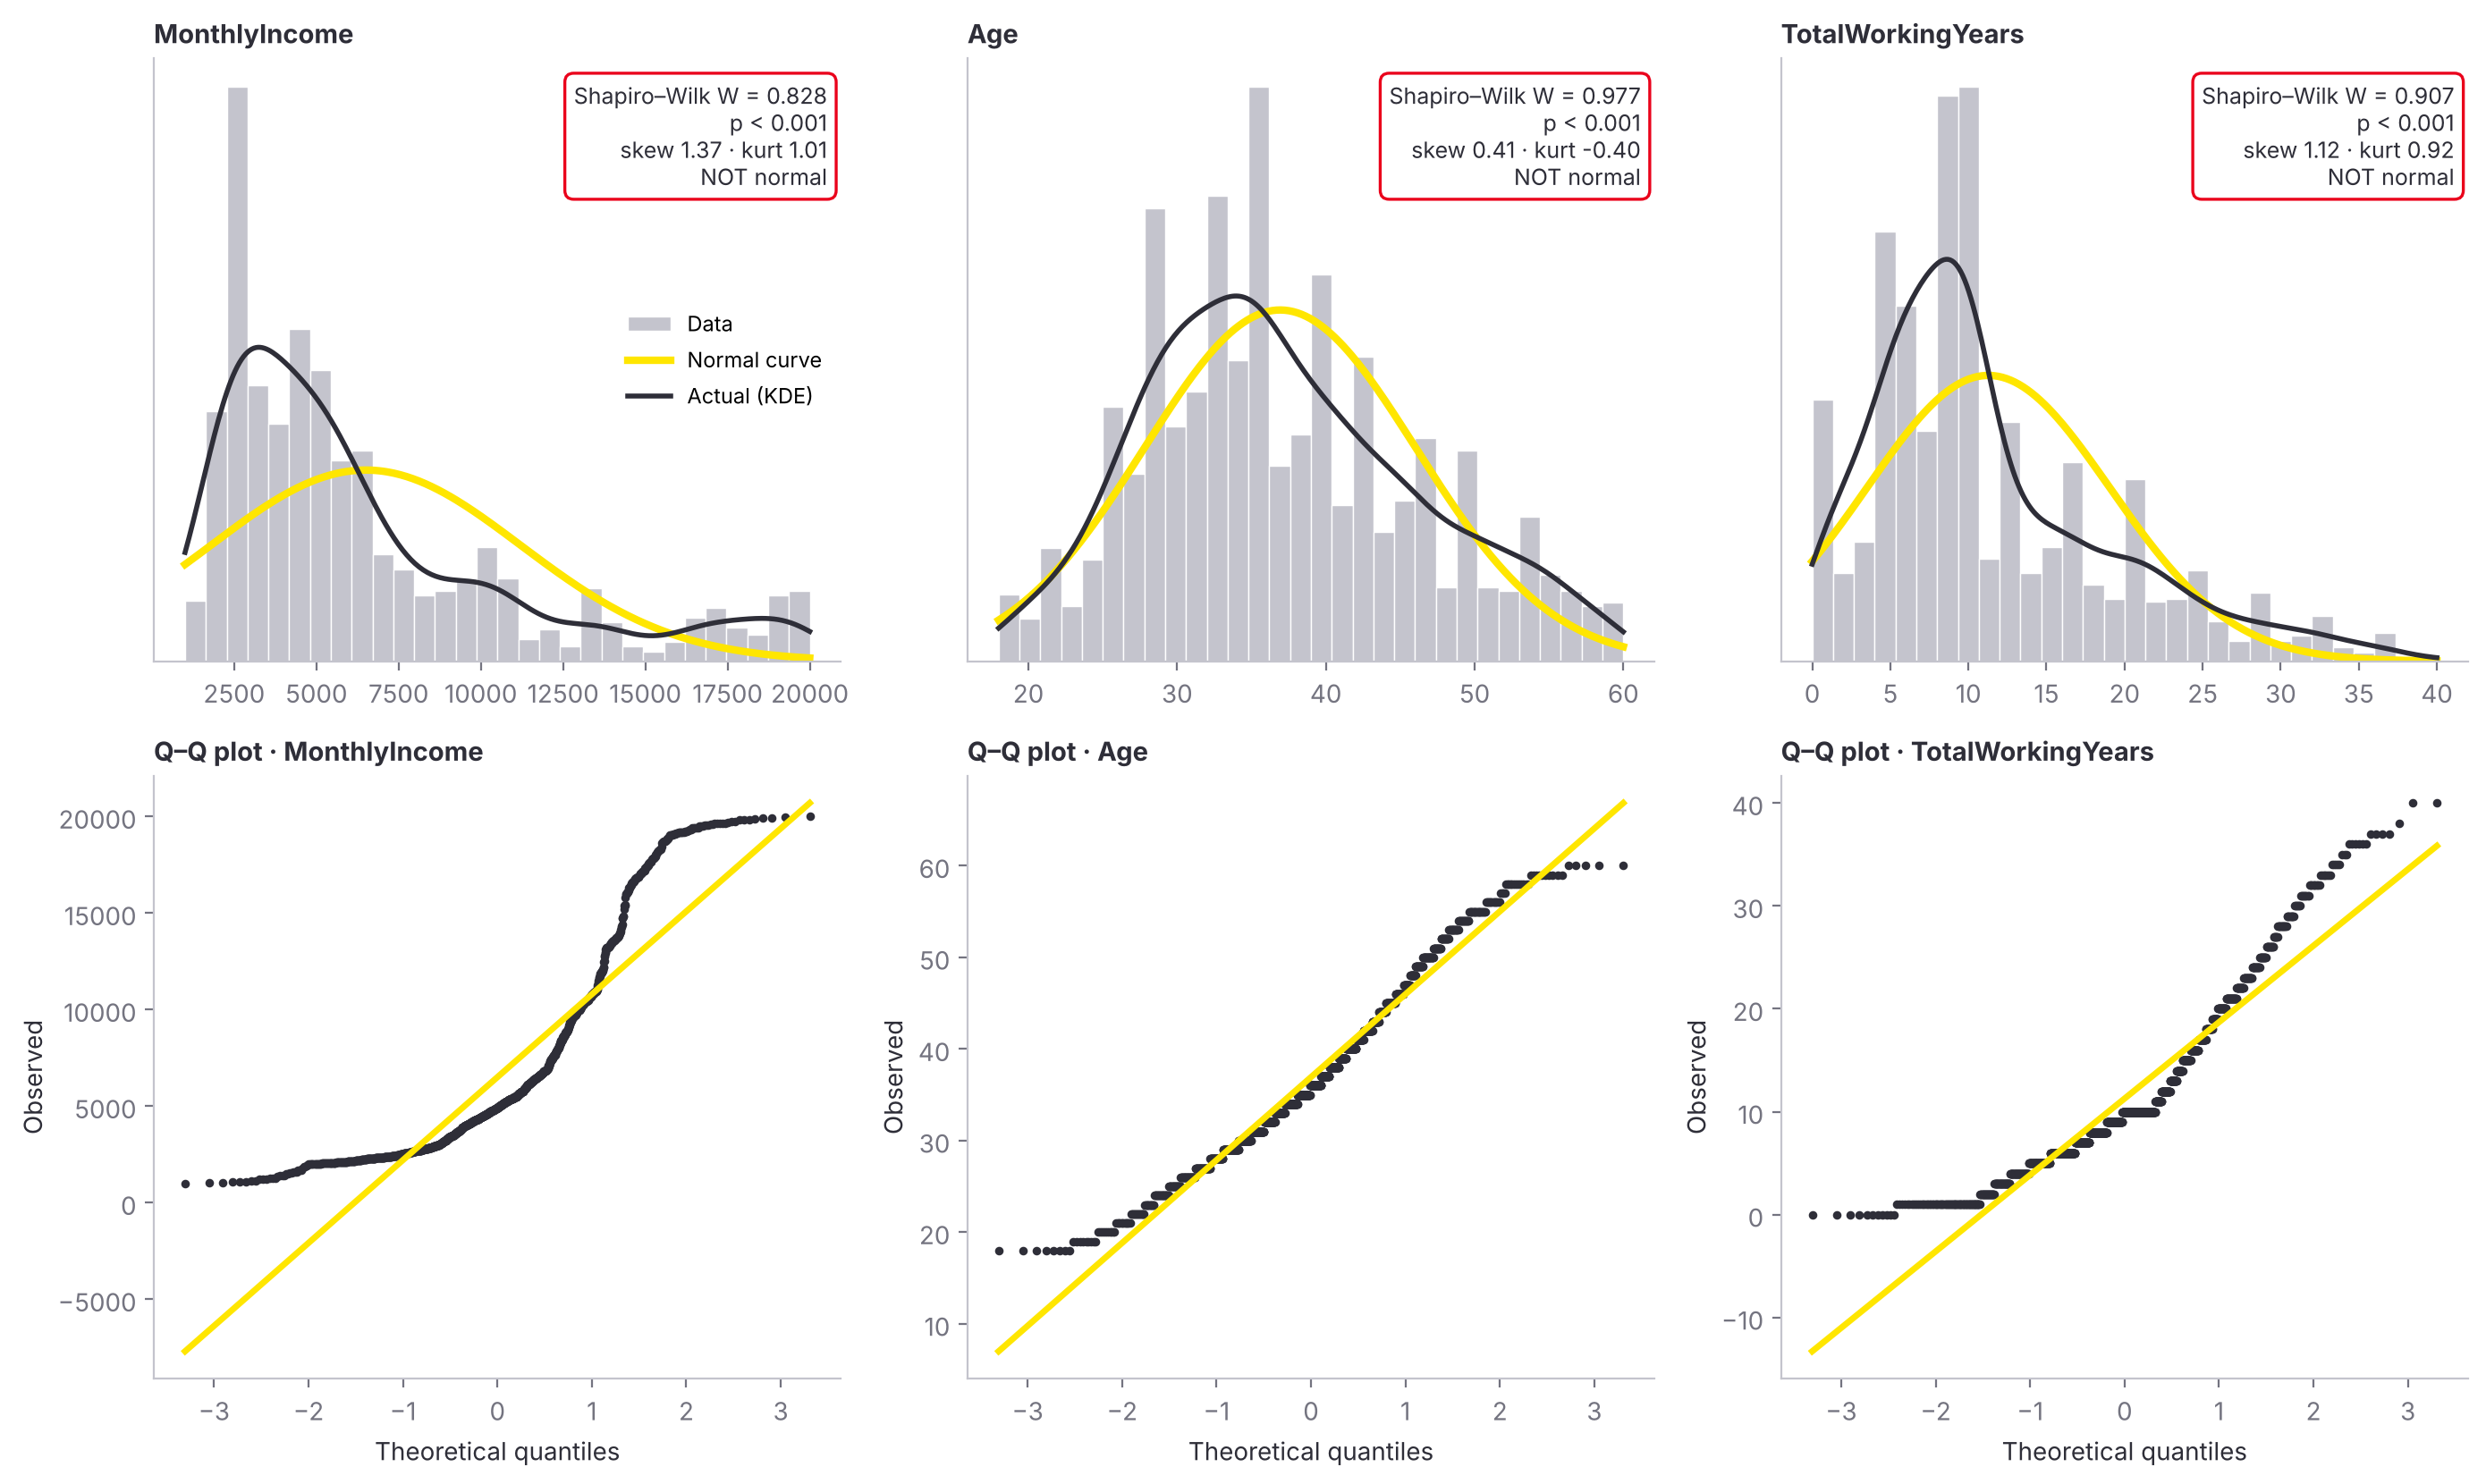 MonthlyIncome
Shapiro–Wilk W = 0.828
p < 0.001
skew 1.37 · kurt 1.01
NOT normal
Data
Normal curve
Actual (KDE)
2500 5000 7500 10000 12500 15000 17500 20000
Age
Shapiro–Wilk W = 0.977
p < 0.001
skew 0.41 · kurt -0.40
NOT normal
20 30 40 50 60
TotalWorkingYears
Shapiro–Wilk W = 0.907
p < 0.001
skew 1.12 · kurt 0.92
NOT normal
0 5 10 15 20 25 30 35 40
Q–Q plot · MonthlyIncome
Observed
20000
15000
10000
5000
0
−5000
−3 −2 −1 0 1 2 3
Theoretical quantiles
Q–Q plot · Age
Observed
60
50
40
30
20
10
−3 −2 −1 0 1 2 3
Theoretical quantiles
Q–Q plot · TotalWorkingYears
Observed
40
30
20
10
0
−10
−3 −2 −1 0 1 2 3
Theoretical quantiles